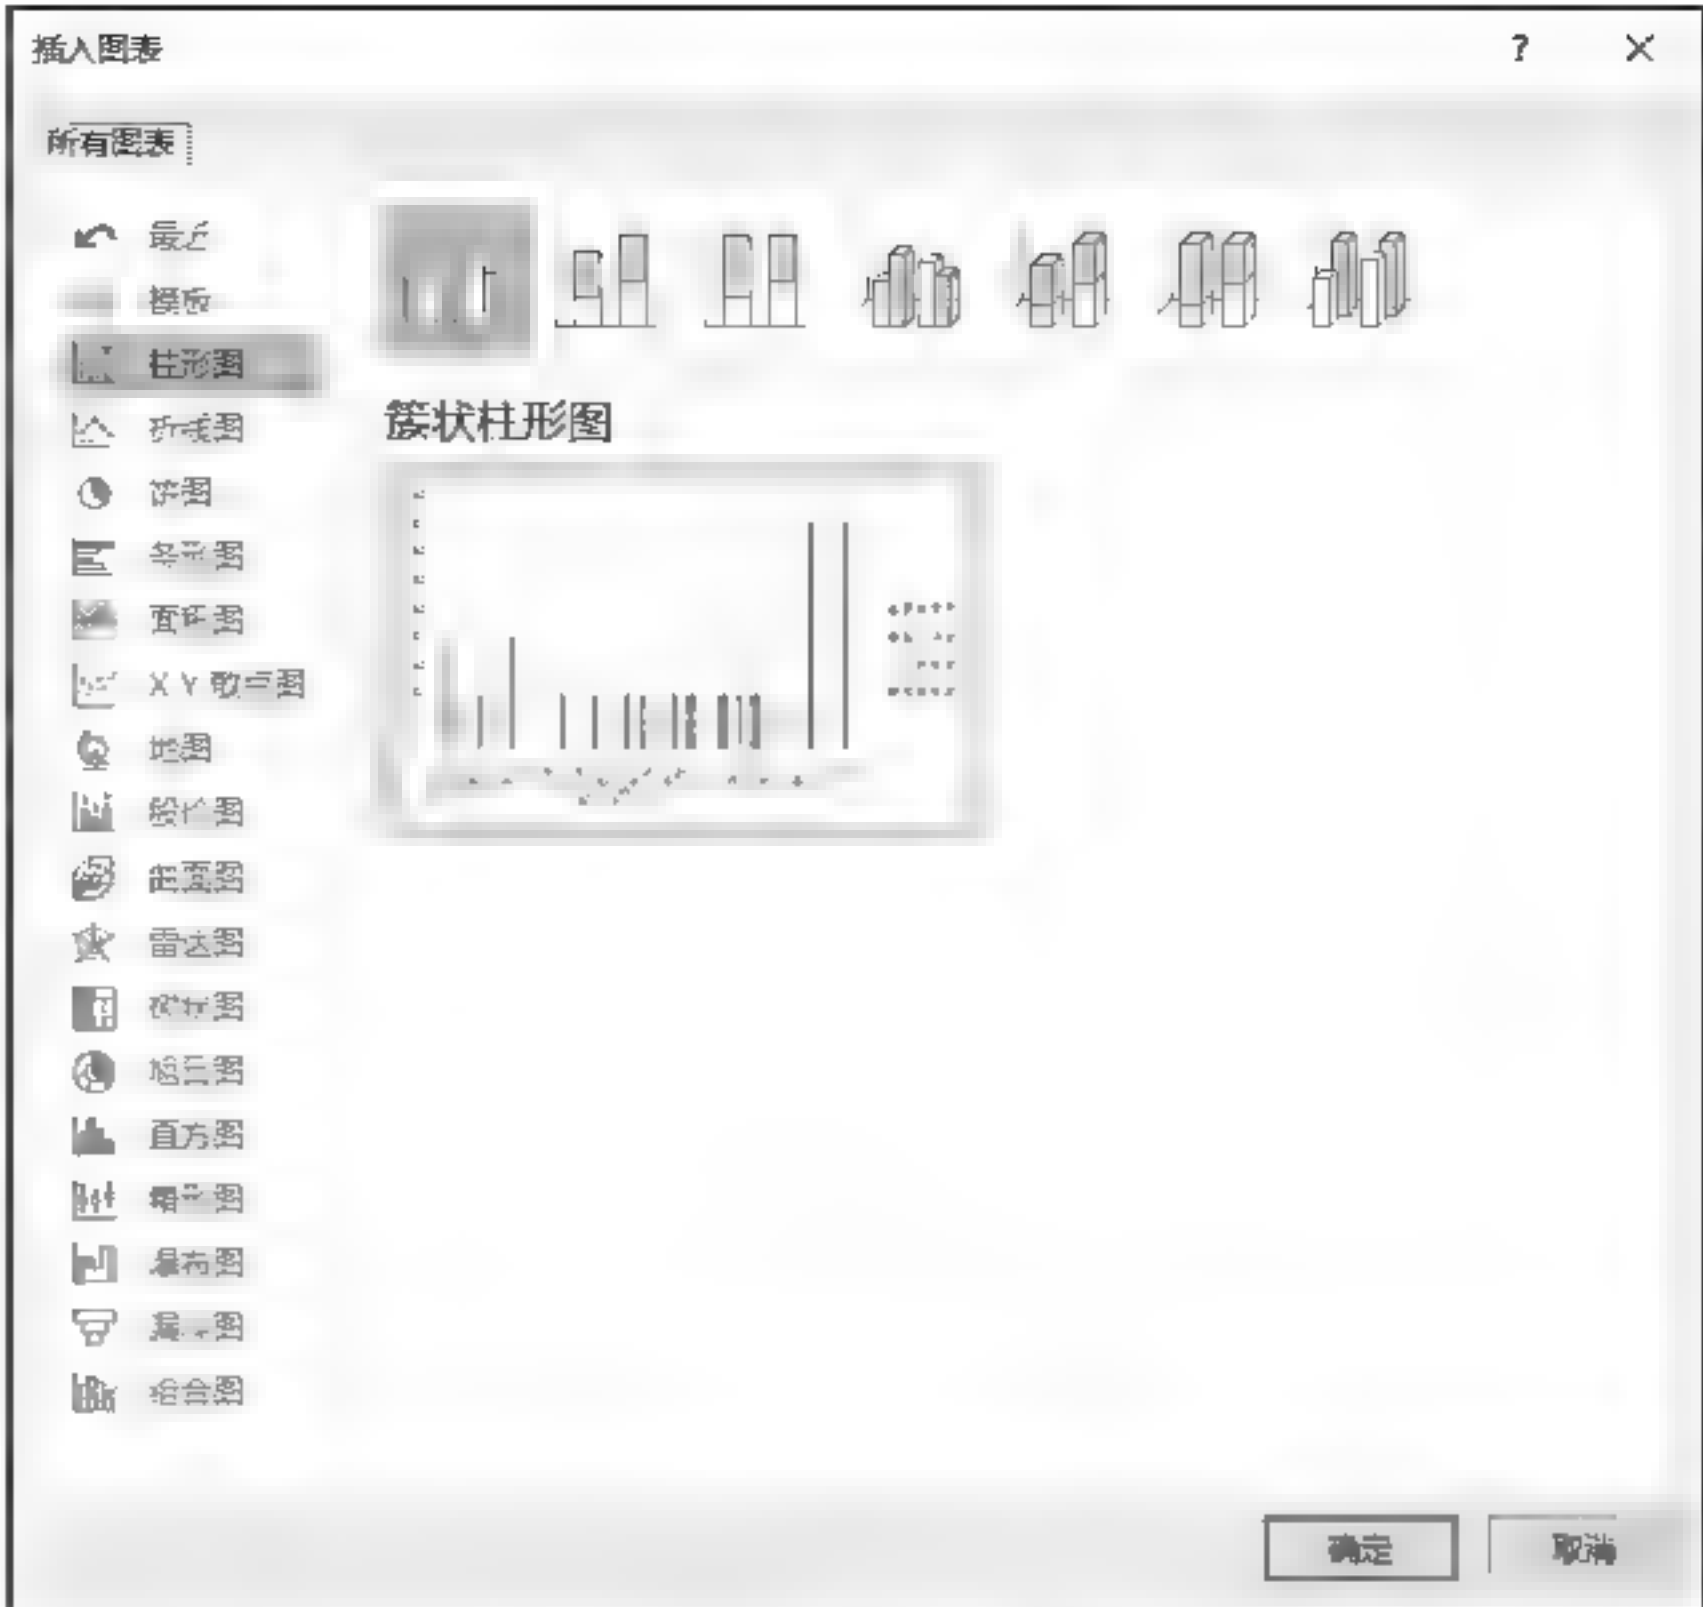 插入图表
?
所有图表
最近
模板
柱形图
折线图
饼图
条形图
面积图
X Y 散点图
地图
股价图
曲面图
雷达图
树状图
旭日图
直方图
箱形图
瀑布图
漏斗图
组合图
簇状柱形图
确定
取消